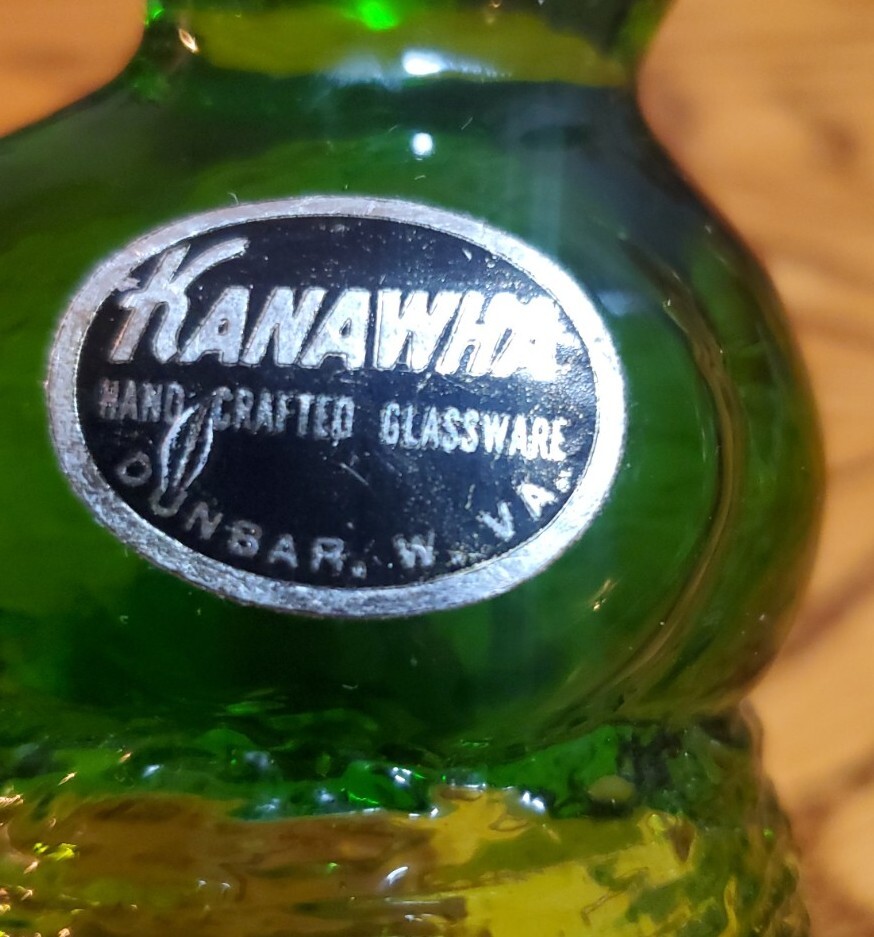 KANAWHA
HAND CRAFTED GLASSWARE
DUNBAR, W. VA.